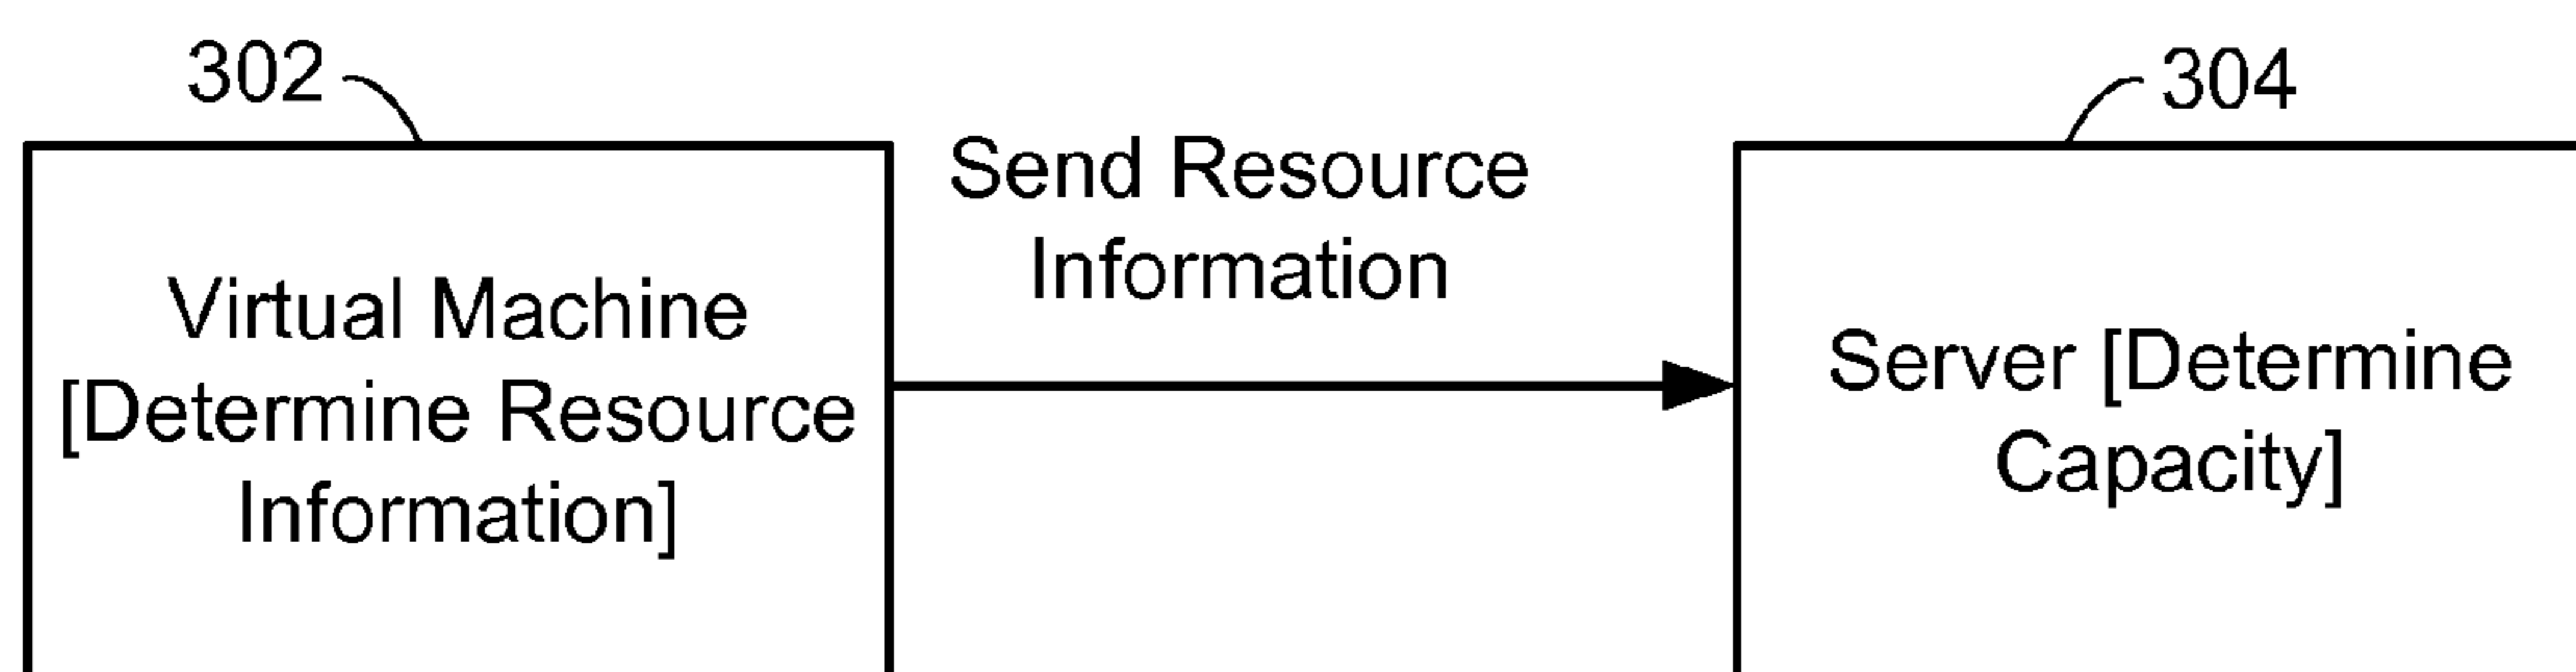 302
304
Virtual Machine
[Determine Resource
Information]
Send Resource
Information
Server [Determine
Capacity]